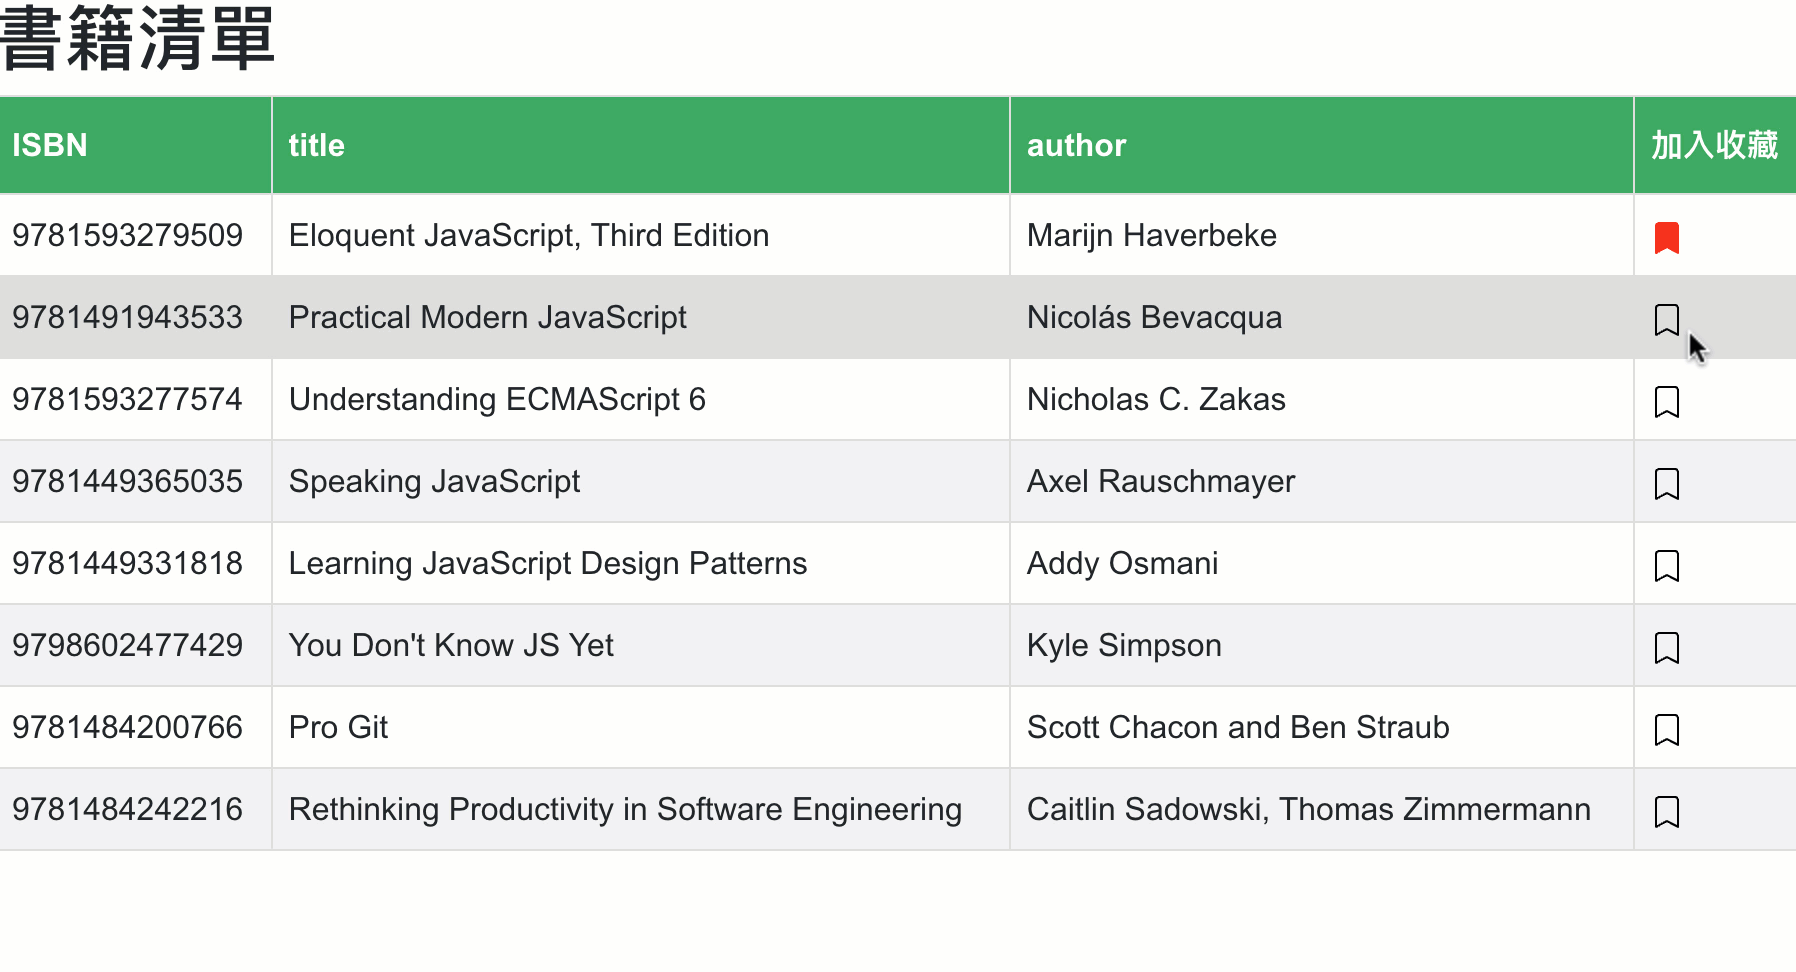 書籍清單
ISBN title author 加入收藏
9781593279509 Eloquent JavaScript, Third Edition Marijn Haverbeke
9781491943533 Practical Modern JavaScript Nicolás Bevacqua
9781593277574 Understanding ECMAScript 6 Nicholas C. Zakas
9781449365035 Speaking JavaScript Axel Rauschmayer
9781449331818 Learning JavaScript Design Patterns Addy Osmani
9798602477429 You Don't Know JS Yet Kyle Simpson
9781484200766 Pro Git Scott Chacon and Ben Straub
9781484242216 Rethinking Productivity in Software Engineering Caitlin Sadowski, Thomas Zimmermann